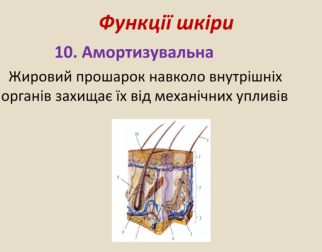 Функції шкіри
10. Амортизувальна
Жировий прошарок навколо внутрішніх
органів захищає їх від механічних упливів